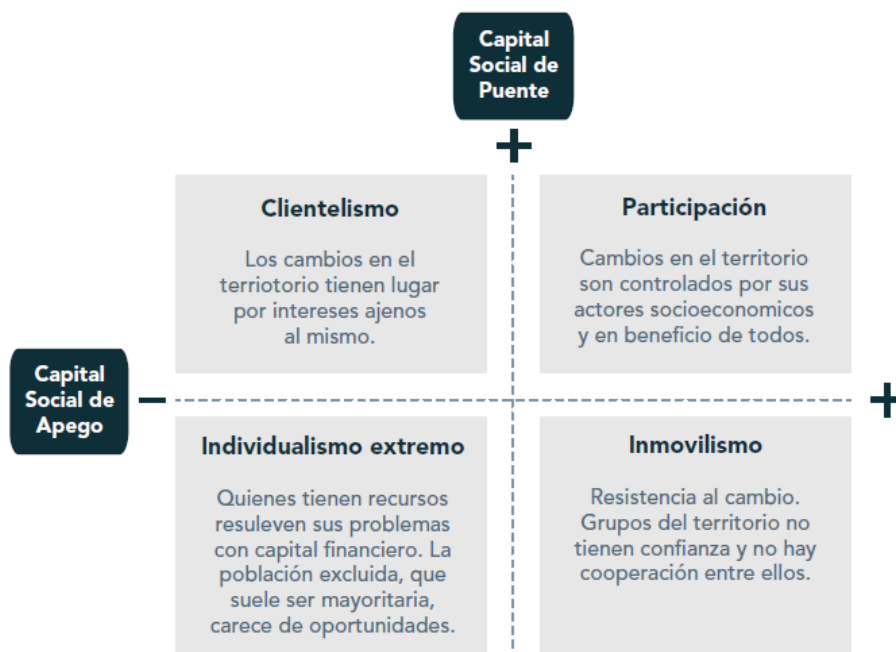 Capital
Social de
Puente
+
Clientelismo
Los cambios en el
terriotorio tienen lugar
por intereses ajenos
al mismo.
Participación
Cambios en el territorio
son controlados por sus
actores socioeconomicos
y en beneficio de todos.
Capital
Social de
Apego
−
+
Individualismo extremo
Quienes tienen recursos
resuleven sus problemas
con capital financiero. La
población excluida, que
suele ser mayoritaria,
carece de oportunidades.
Inmovilismo
Resistencia al cambio.
Grupos del territorio no
tienen confianza y no hay
cooperación entre ellos.